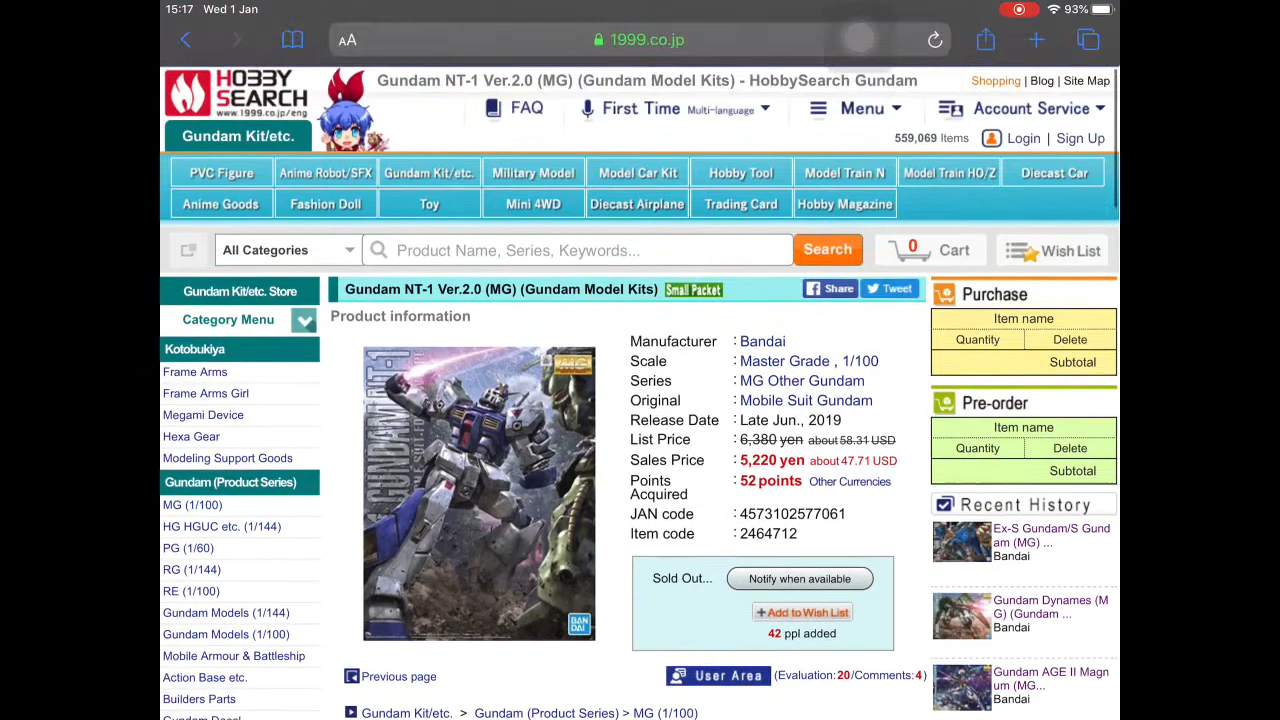 15:17 Wed 1 Jan 93%
AA 1999.co.jp
HOBBY SEARCH
www.1999.co.jp/eng
Gundam NT-1 Ver.2.0 (MG) (Gundam Model Kits) - HobbySearch Gundam
Shopping | Blog | Site Map
FAQ First Time Multi-language Menu Account Service
Gundam Kit/etc.
559,069 Items Login | Sign Up
PVC Figure Anime Robot/SFX Gundam Kit/etc. Military Model Model Car Kit Hobby Tool Model Train N Model Train HO/Z Diecast Car
Anime Goods Fashion Doll Toy Mini 4WD Diecast Airplane Trading Card Hobby Magazine
All Categories Product Name, Series, Keywords... Search 0 Cart Wish List
Gundam Kit/etc. Store
Category Menu
Kotobukiya
Frame Arms
Frame Arms Girl
Megami Device
Hexa Gear
Modeling Support Goods
Gundam (Product Series)
MG (1/100)
HG HGUC etc. (1/144)
PG (1/60)
RG (1/144)
RE (1/100)
Gundam Models (1/144)
Gundam Models (1/100)
Mobile Armour & Battleship
Action Base etc.
Builders Parts
Gundam Decal
Gundam NT-1 Ver.2.0 (MG) (Gundam Model Kits) Small Packet Share Tweet
Product information
MG
GUNDAM NT-1
BAN
DAI
Manufacturer : Bandai
Scale : Master Grade , 1/100
Series : MG Other Gundam
Original : Mobile Suit Gundam
Release Date : Late Jun., 2019
List Price : 6,380 yen about 58.31 USD
Sales Price : 5,220 yen about 47.71 USD
Points Acquired : 52 points Other Currencies
JAN code : 4573102577061
Item code : 2464712
Sold Out... Notify when available
+Add to Wish List
42 ppl added
Previous page
User Area (Evaluation:20/Comments:4)
Gundam Kit/etc. > Gundam (Product Series) > MG (1/100)
Purchase
Item name
Quantity Delete
Subtotal
Pre-order
Item name
Quantity Delete
Subtotal
Recent History
Ex-S Gundam/S Gund
am (MG) ...
Bandai
Gundam Dynames (M
G) (Gundam ...
Bandai
Gundam AGE II Magn
um (MG...
Bandai